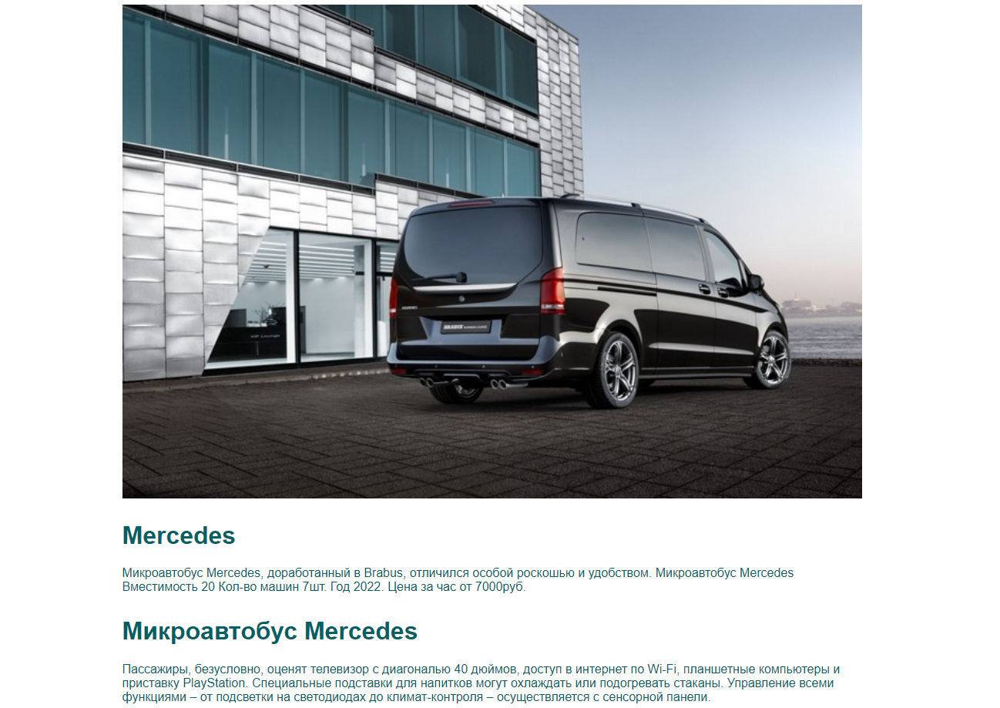 VIP Lounge
BRABUS BUSINESS LOUNGE
Mercedes
Микроавтобус Mercedes, доработанный в Brabus, отличился особой роскошью и удобством. Микроавтобус Mercedes
Вместимость 20 Кол-во машин 7шт. Год 2022. Цена за час от 7000руб.
Микроавтобус Mercedes
Пассажиры, безусловно, оценят телевизор с диагональю 40 дюймов, доступ в интернет по Wi-Fi, планшетные компьютеры и
приставку PlayStation. Специальные подставки для напитков могут охлаждать или подогревать стаканы. Управление всеми
функциями – от подсветки на светодиодах до климат-контроля – осуществляется с сенсорной панели.